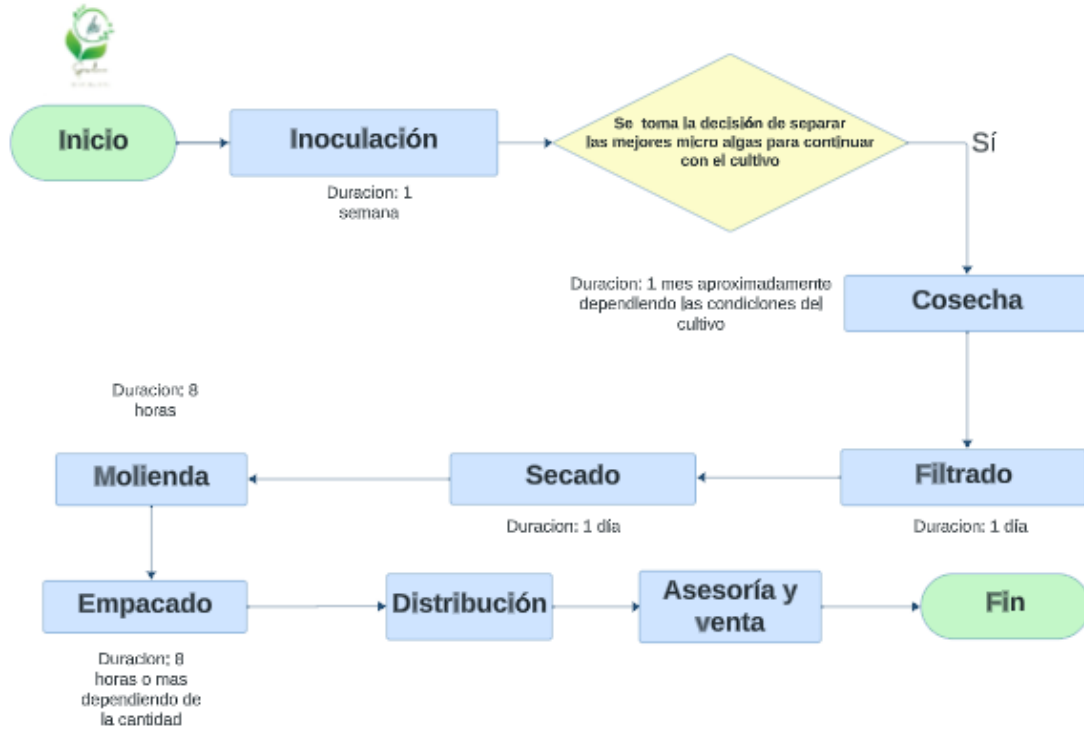 Inicio
Inoculación
Duracion: 1
semana
Se toma la decisión de separar
las mejores micro algas para continuar
con el cultivo
Sí
Duracion: 1 mes aproximadamente
dependiendo las condiciones del
cultivo
Cosecha
Filtrado
Duracion: 1 día
Secado
Duracion: 1 día
Duracion: 8
horas
Molienda
Empacado
Duracion: 8
horas o mas
dependiendo de
la cantidad
Distribución
Asesoría y
venta
Fin